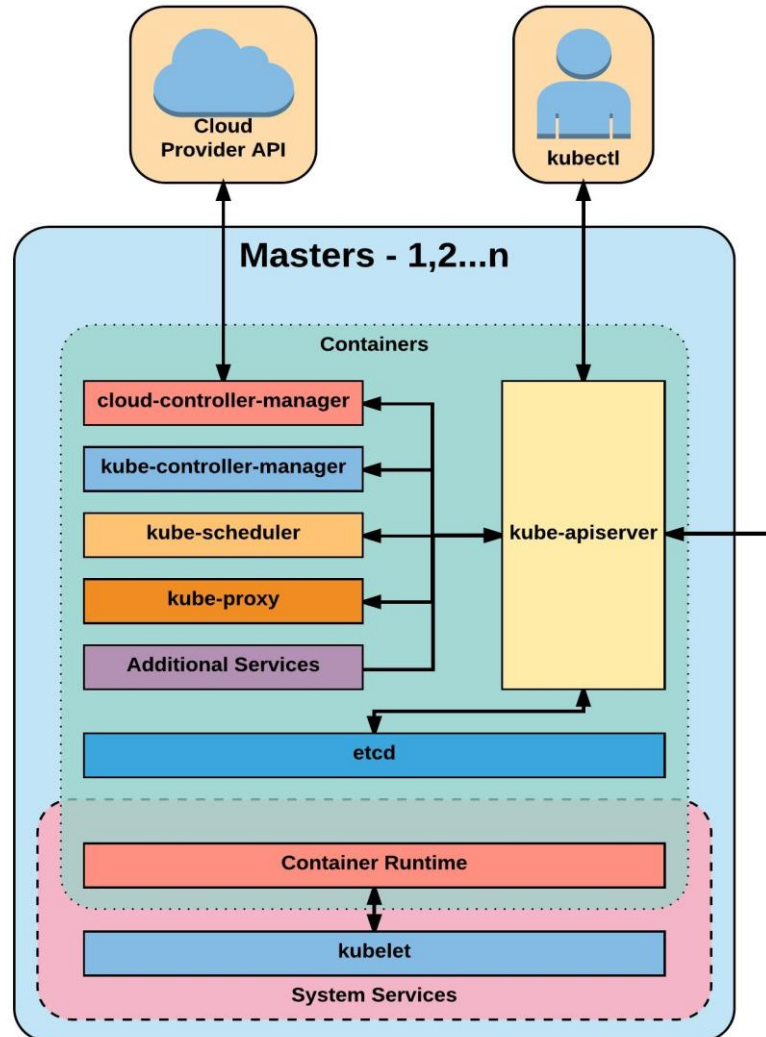 Cloud
Provider API
kubectl
Masters - 1,2...n
Containers
cloud-controller-manager
kube-controller-manager
kube-scheduler
kube-apiserver
kube-proxy
Additional Services
etcd
Container Runtime
kubelet
System Services